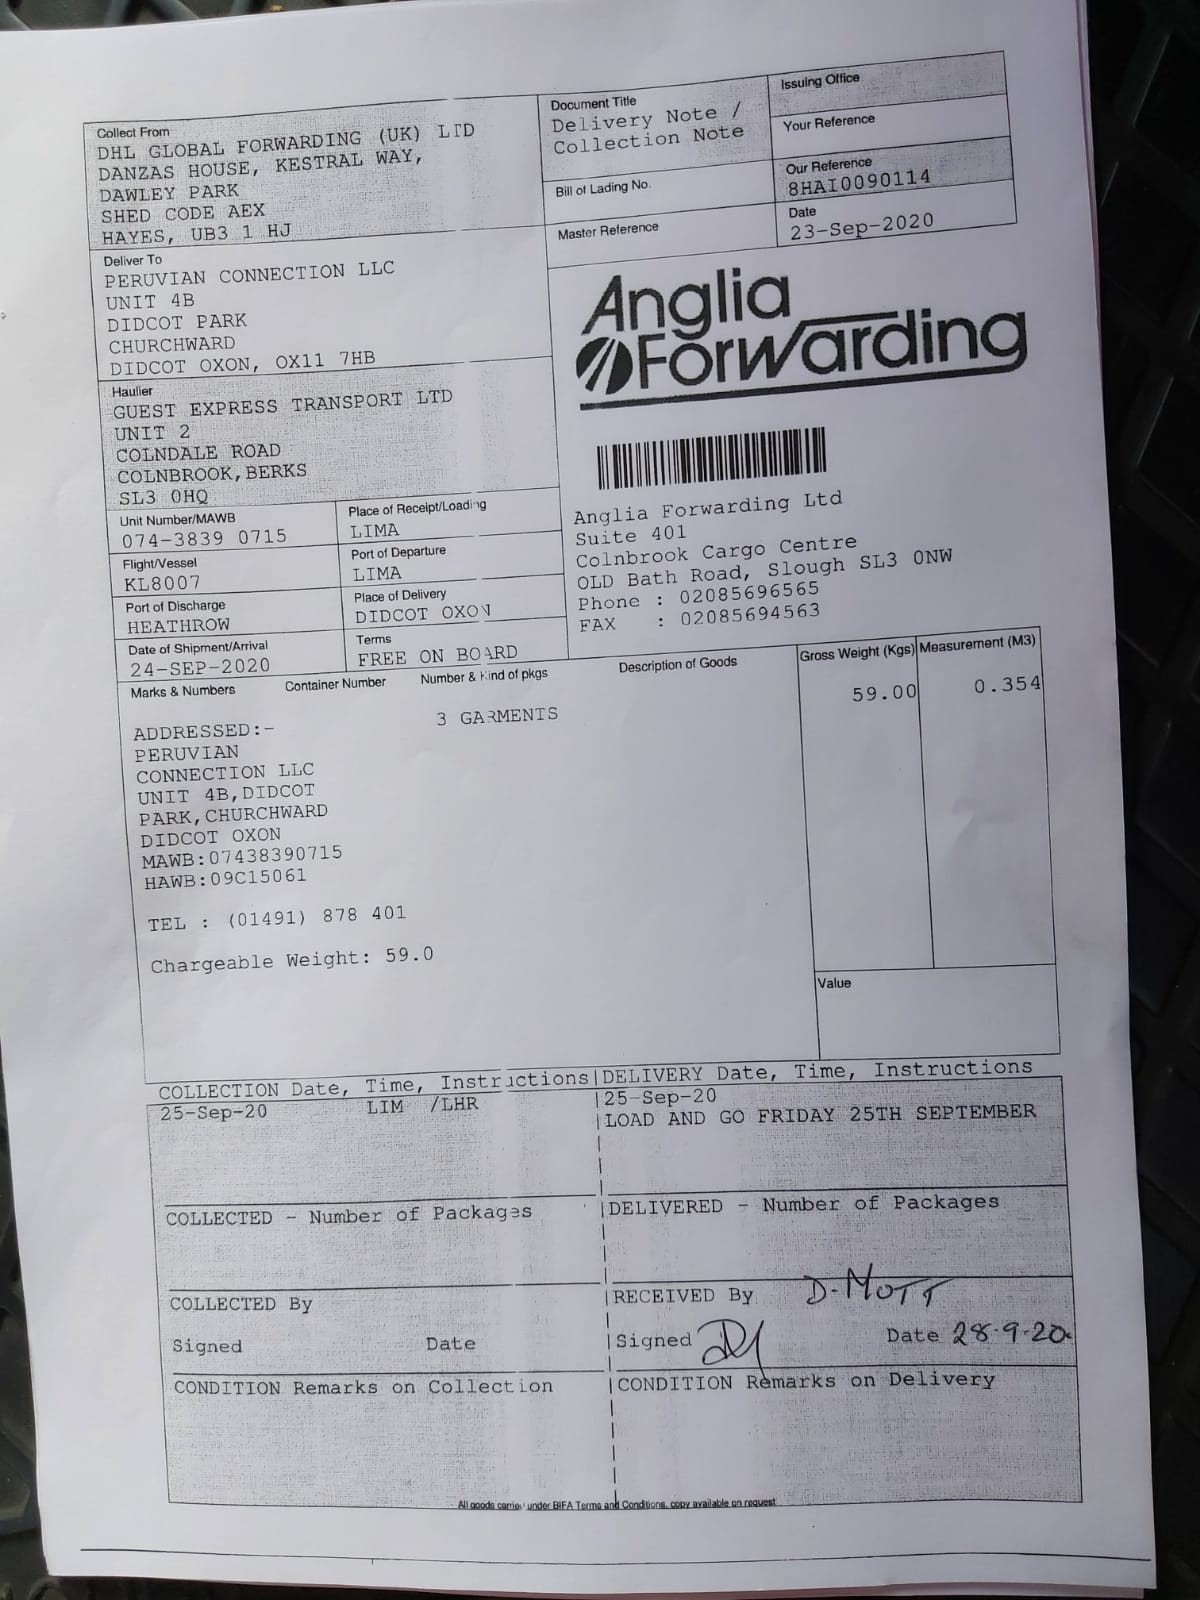 Collect From
DHL GLOBAL FORWARDING (UK) LTD
DANZAS HOUSE, KESTRAL WAY,
DAWLEY PARK
SHED CODE AEX
HAYES, UB3 1 HJ
Document Title
Delivery Note /
Collection Note
Bill of Lading No.
Master Reference
Issuing Office
Your Reference
Our Reference
8HAI0090114
Date
23-Sep-2020
Deliver To
PERUVIAN CONNECTION LLC
UNIT 4B
DIDCOT PARK
CHURCHWARD
DIDCOT OXON, OX11 7HB
Haulier
GUEST EXPRESS TRANSPORT LTD
UNIT 2
COLNDALE ROAD
COLNBROOK,BERKS
SL3 0HQ
Anglia
Forwarding
Anglia Forwarding Ltd
Suite 401
Colnbrook Cargo Centre
OLD Bath Road, Slough SL3 0NW
Phone : 02085696565
FAX : 02085694563
Unit Number/MAWB
074-3839 0715
Place of Receipt/Loading
LIMA
Flight/Vessel
KL8007
Port of Departure
LIMA
Port of Discharge
HEATHROW
Place of Delivery
DIDCOT OXON
Date of Shipment/Arrival
24-SEP-2020
Terms
FREE ON BOARD
Marks & Numbers Container Number Number & Kind of pkgs Description of Goods Gross Weight (Kgs) Measurement (M3)
3 GARMENTS 59.00 0.354
ADDRESSED:-
PERUVIAN
CONNECTION LLC
UNIT 4B,DIDCOT
PARK,CHURCHWARD
DIDCOT OXON
MAWB:07438390715
HAWB:09C15061
TEL : (01491) 878 401
Chargeable Weight: 59.0
Value
COLLECTION Date, Time, Instructions DELIVERY Date, Time, Instructions
25-Sep-20 LIM /LHR 25-Sep-20
LOAD AND GO FRIDAY 25TH SEPTEMBER
COLLECTED - Number of Packages DELIVERED - Number of Packages
COLLECTED By RECEIVED By D-MOTT
Signed Date Signed DM Date 28-9-20
CONDITION Remarks on Collection CONDITION Remarks on Delivery
All goods carried under BIFA Terms and Conditions, copy available on request